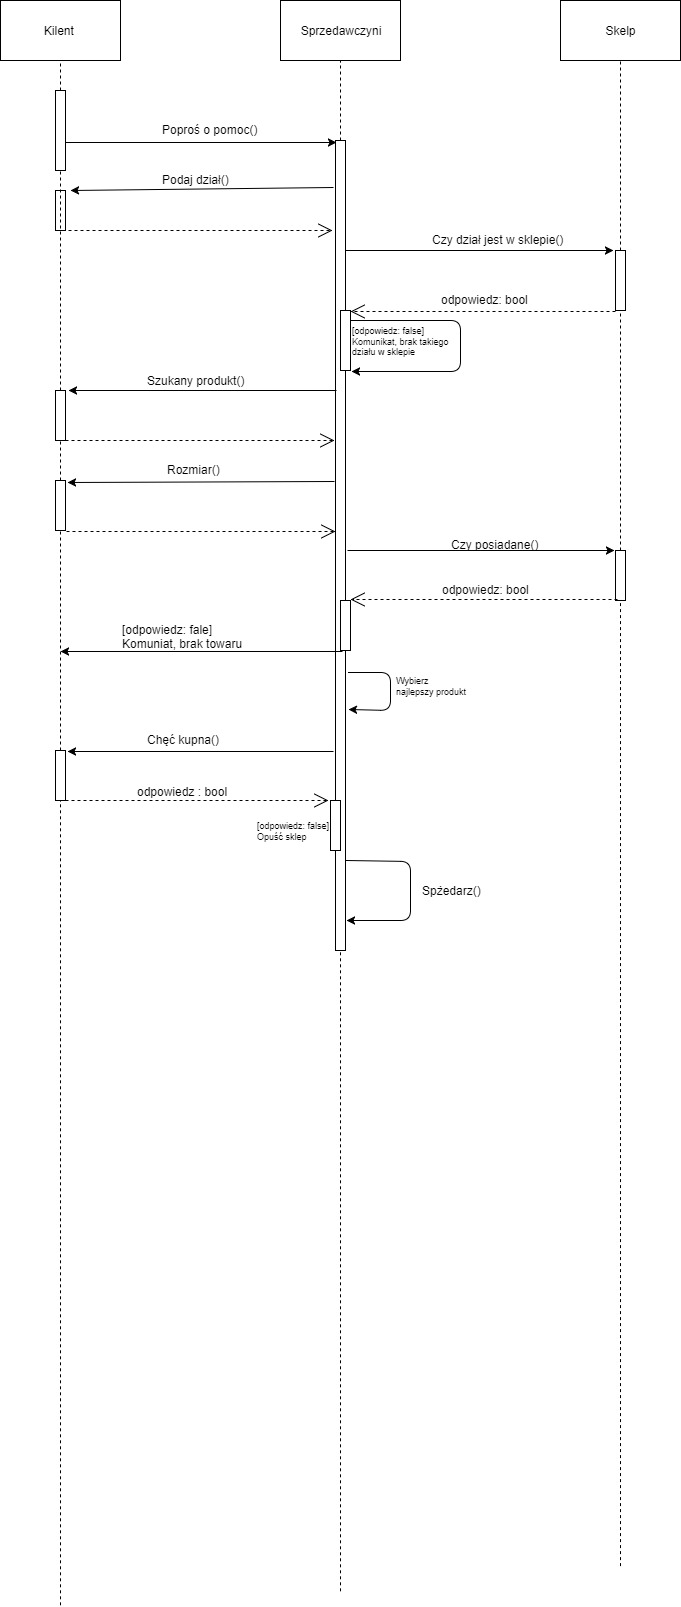 Kilent
Sprzedawczyni
Skelp
Poproś o pomoc()
Podaj dział()
Czy dział jest w sklepie()
odpowiedz: bool
[odpowiedz: false]
Komunikat, brak takiego
działu w sklepie
Szukany produkt()
Rozmiar()
Czy posiadane()
odpowiedz: bool
[odpowiedz: fale]
Komuniat, brak towaru
Wybierz
najlepszy produkt
Chęć kupna()
odpowiedz : bool
[odpowiedz: false]
Opuść sklep
Spźedarz()